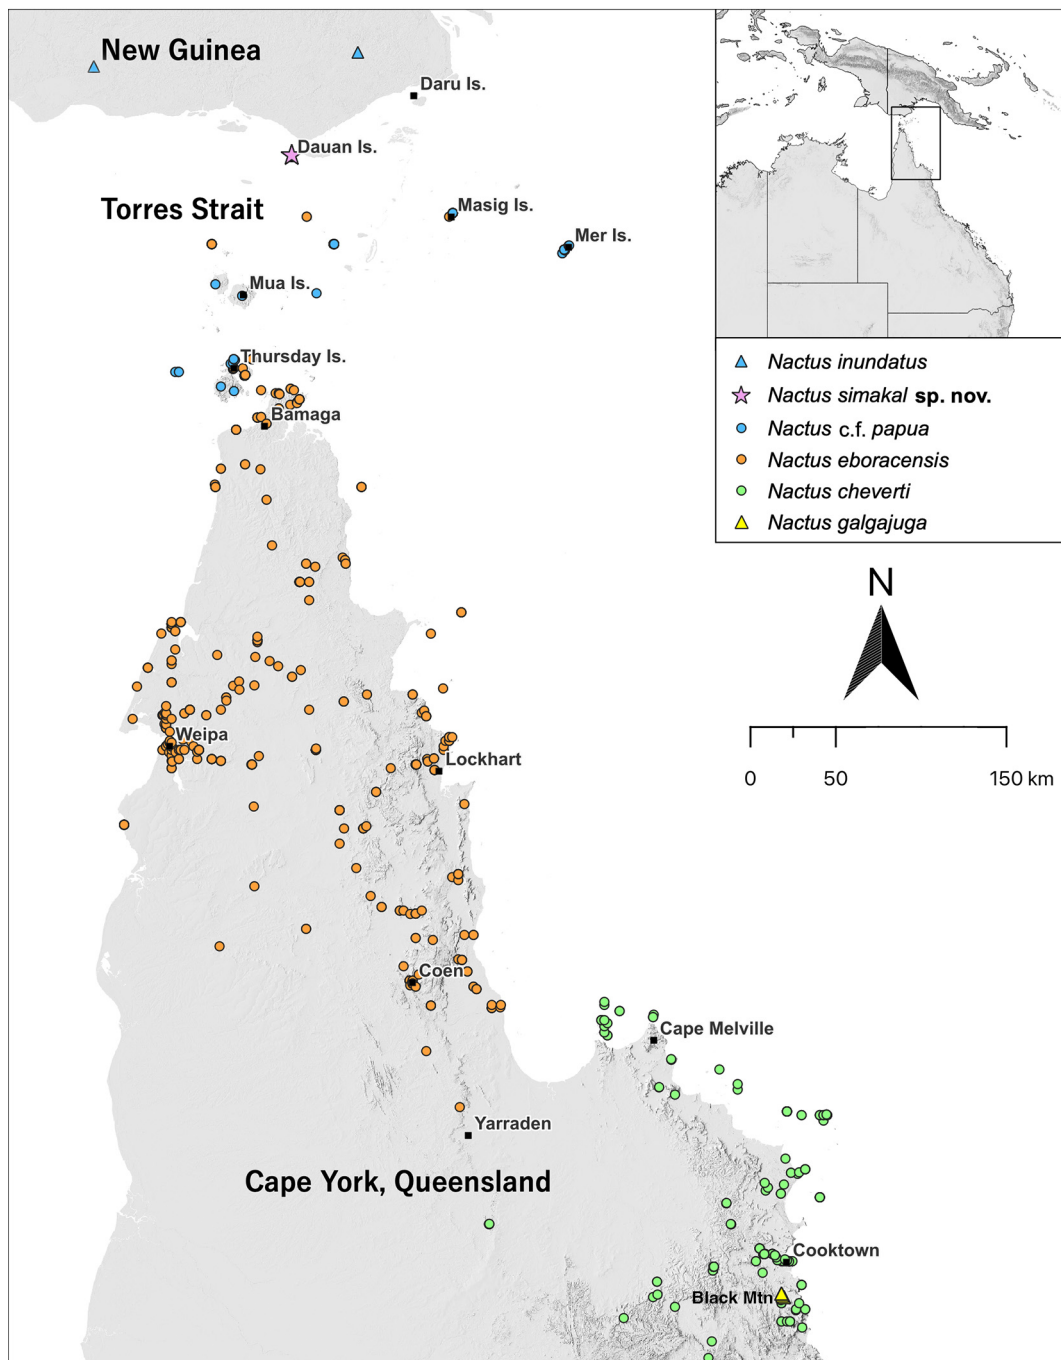 New Guinea
Daru Is.
Dauan Is.
Torres Strait
Masig Is.
Mer Is.
Mua Is.
Thursday Is.
Bamaga
Nactus inundatus
Nactus simakal sp. nov.
Nactus c.f. papua
Nactus eboracensis
Nactus cheverti
Nactus galgajuga
N
Weipa
Lockhart
0 50 150 km
Coen
Cape Melville
Yarraden
Cape York, Queensland
Cooktown
Black Mtn